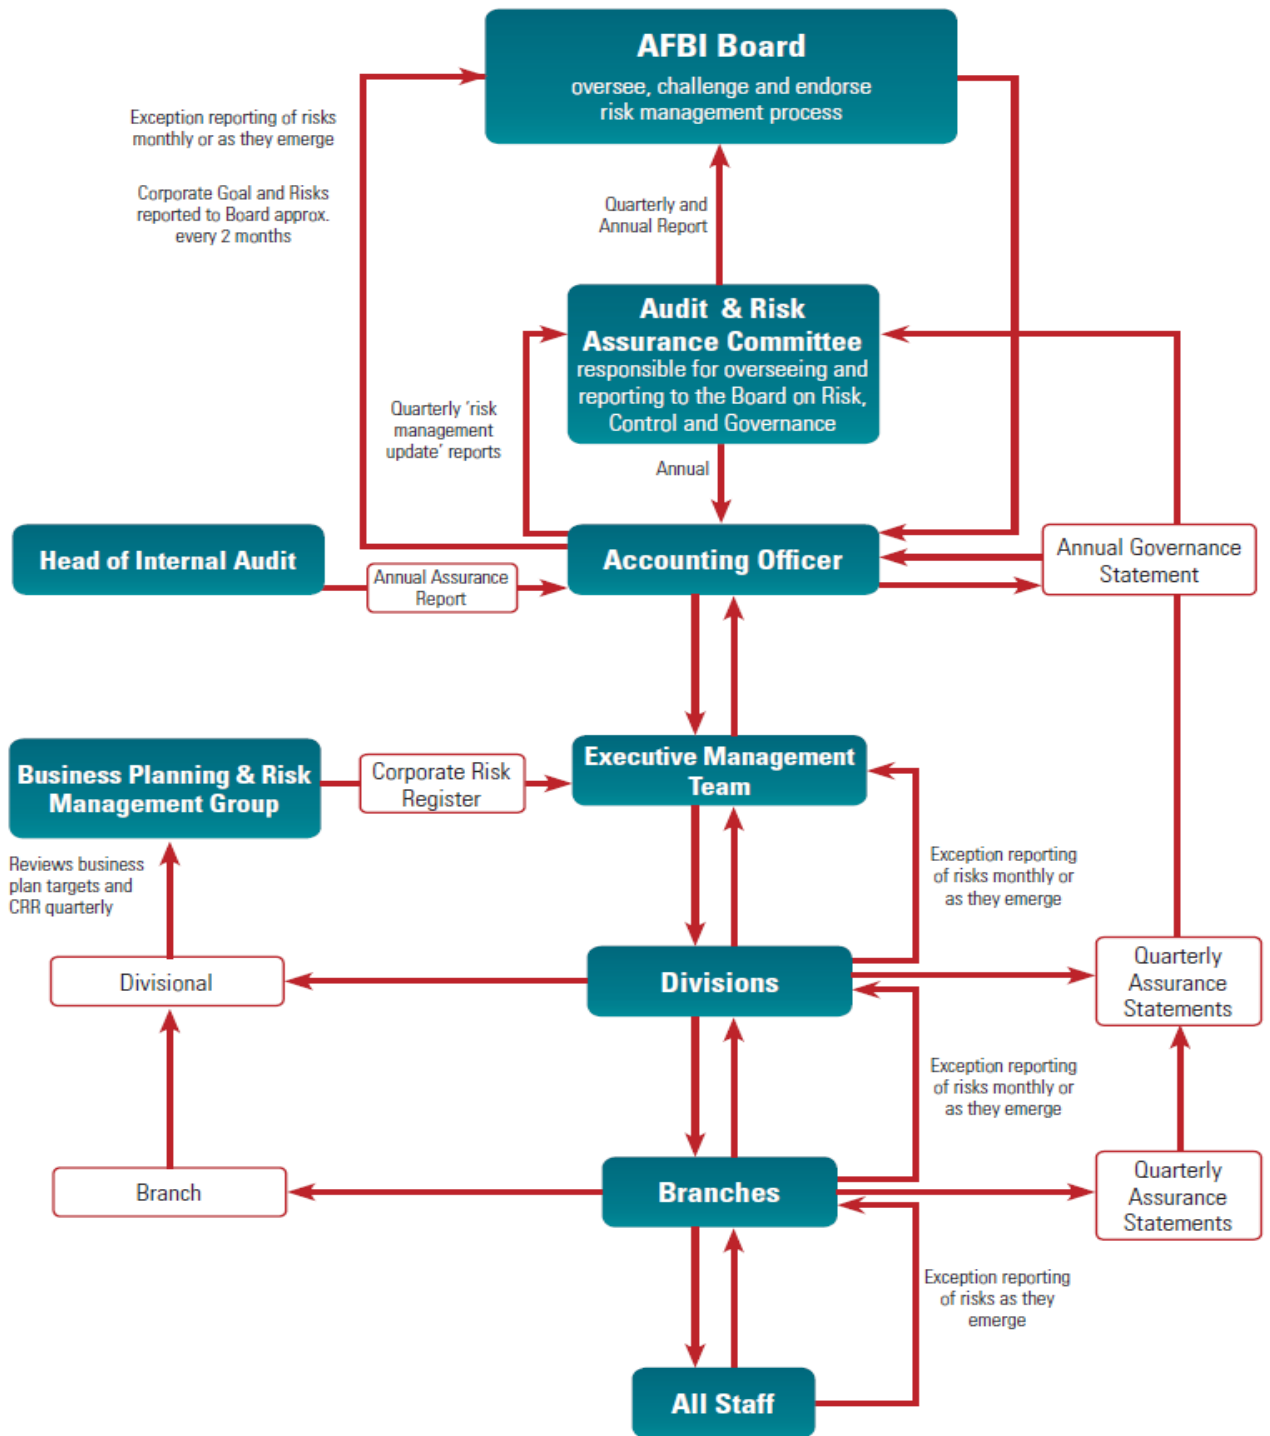 AFBI Board
oversee, challenge and endorse
risk management process
Exception reporting of risks
monthly or as they emerge
Corporate Goal and Risks
reported to Board approx.
every 2 months
Quarterly and
Annual Report
Audit & Risk
Assurance Committee
responsible for overseeing and
reporting to the Board on Risk,
Control and Governance
Quarterly ‘risk
management
update’ reports
Annual
Head of Internal Audit
Annual Assurance
Report
Accounting Officer
Annual Governance
Statement
Business Planning & Risk
Management Group
Corporate Risk
Register
Executive Management
Team
Reviews business
plan targets and
CRR quarterly
Exception reporting
of risks monthly or
as they emerge
Divisional
Divisions
Quarterly
Assurance
Statements
Exception reporting
of risks monthly or
as they emerge
Branch
Branches
Quarterly
Assurance
Statements
Exception reporting
of risks as they
emerge
All Staff